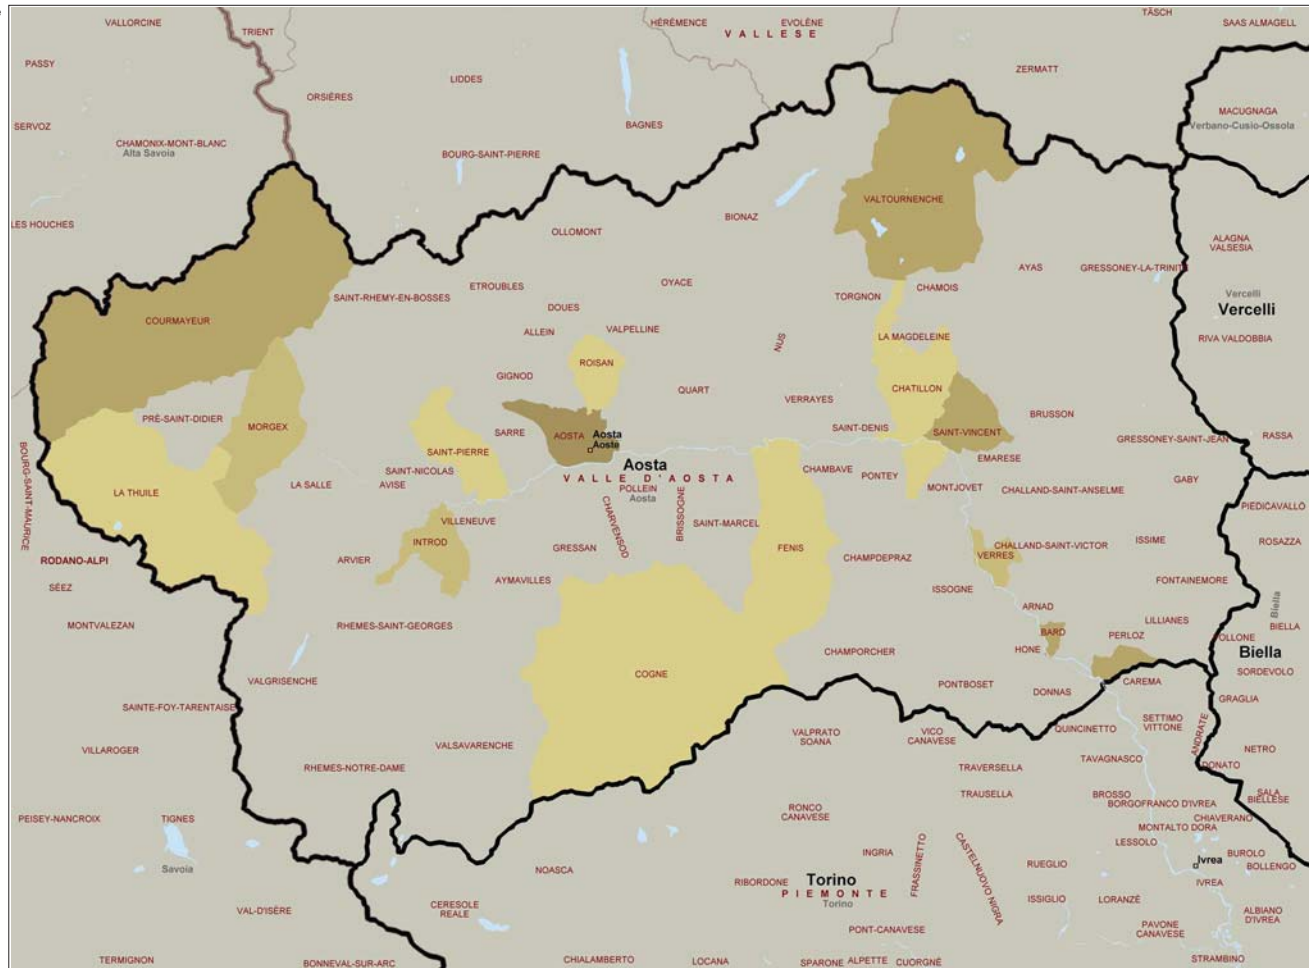 VALLORCINE
TRIENT
HÉRÉMENCE
EVOLÈNE
VALLESE
TÄSCH
SAAS ALMAGELL
PASSY
LIDDES
ZERMATT
ORSIÈRES
MACUGNAGA
Verbano-Cusio-Ossola
SERVOZ
BAGNES
CHAMONIX-MONT-BLANC
Alta Savoia
BOURG-SAINT-PIERRE
VALTOURNENCHE
LES HOUCHES
BIONAZ
OLLOMONT
ALAGNA
VALSESIA
AYAS
GRESSONEY-LA-TRINITE
SAINT-RHEMY-EN-BOSSES
ETROUBLES
OYACE
TORGNON
CHAMOIS
Vercelli
Vercelli
DOUES
COURMAYEUR
ALLEIN
VALPELLINE
NUS
LA MAGDELEINE
RIVA VALDOBBIA
ROISAN
GIGNOD
QUART
CHATILLON
VERRAYES
PRÉ-SAINT-DIDIER
MORGEX
BRUSSON
SARRE
AOSTA
Aosta
Aoste
SAINT-DENIS
SAINT-VINCENT
GRESSONEY-SAINT-JEAN
RASSA
BOURG-SAINT-MAURICE
SAINT-PIERRE
EMARESE
SAINT-NICOLAS
Aosta
CHAMBAVE
PONTEY
VALLE D'AOSTA
GABY
LA THUILE
LA SALLE
AVISE
POLLEIN
Aosta
MONTJOVET
CHALLAND-SAINT-ANSELME
PIEDICAVALLO
CHARVENSOD
BRISSOGNE
VILLENEUVE
SAINT-MARCEL
INTROD
GRESSAN
FENIS
CHALLAND-SAINT-VICTOR
ISSIME
ROSAZZA
VERRES
RODANO-ALPI
ARVIER
CHAMPDEPRAZ
AYMAVILLES
FONTAINEMORE
SÉEZ
ISSOGNE
Biella
ARNAD
LILLIANES
MONTVALEZAN
RHEMES-SAINT-GEORGES
BARD
PERLOZ
BIELLA
POLLONE
CHAMPORCHER
HONE
Biella
COGNE
SORDEVOLO
VALGRISENCHE
PONTBOSET
DONNAS
CAREMA
GRAGLIA
SAINTE-FOY-TARENTAISE
SETTIMO
VITTONE
ANDRATE
VALPRATO
SOANA
VICO
CANAVESE
QUINCINETTO
VILLAROGER
VALSAVARENCHE
NETRO
TAVAGNASCO
RHEMES-NOTRE-DAME
TRAVERSELLA
DONATO
TRAUSELLA
BROSSO
SALA
BIELLESE
BORGOFRANCO D'IVREA
RONCO
CANAVESE
PEISEY-NANCROIX
TIGNES
CHIAVERANO
MONTALTO DORA
LESSOLO
INGRIA
FRASSINETTO
CASTELNUOVO NIGRA
BUROLO
Ivrea
RUEGLIO
BOLLENGO
Savoia
NOASCA
Torino
RIBORDONE
IVREA
PIEMONTE
Torino
ISSIGLIO
LORANZÉ
CERESOLE
REALE
VAL-D'ISÈRE
ALBIANO
D'IVREA
PONT-CANAVESE
PAVONE
CANAVESE
TERMIGNON
BONNEVAL-SUR-ARC
CHIALAMBERTO
LOCANA
SPARONE
ALPETTE
CUORGNÉ
STRAMBINO